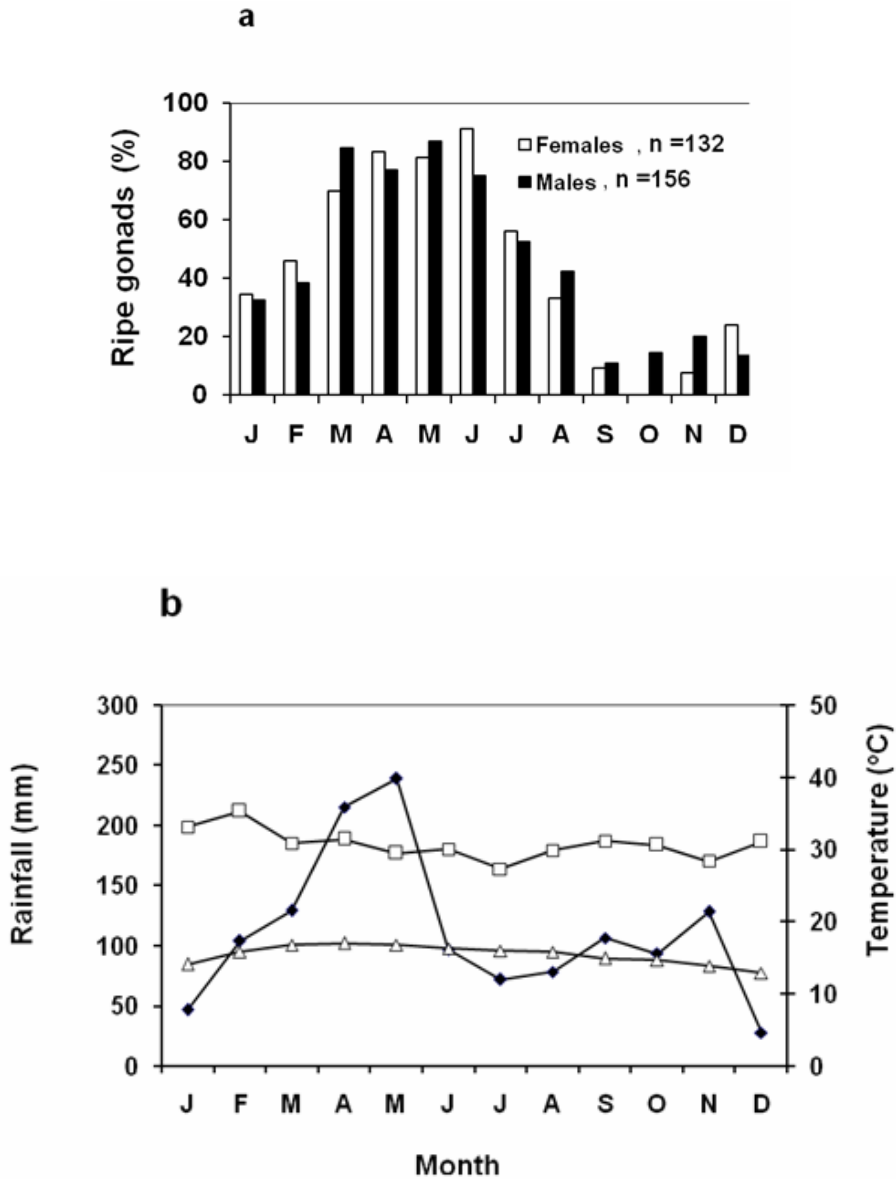 a
Ripe gonads (%)
100
80
60
40
20
0
Females , n =132
Males , n =156
J F M A M J J A S O N D
b
Rainfall (mm)
300
250
200
150
100
50
0
50
40
30
20
10
0
Temperature (°C)
J F M A M J J A S O N D
Month